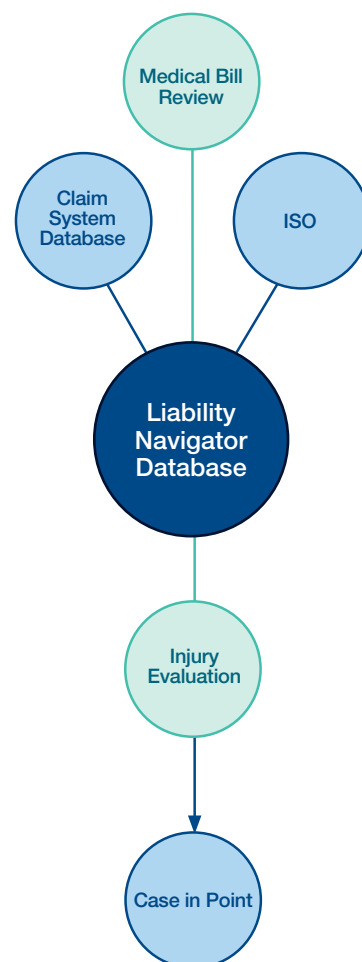 Medical Bill
Review
Claim
System
Database
ISO
Liability
Navigator
Database
Injury
Evaluation
Case in Point